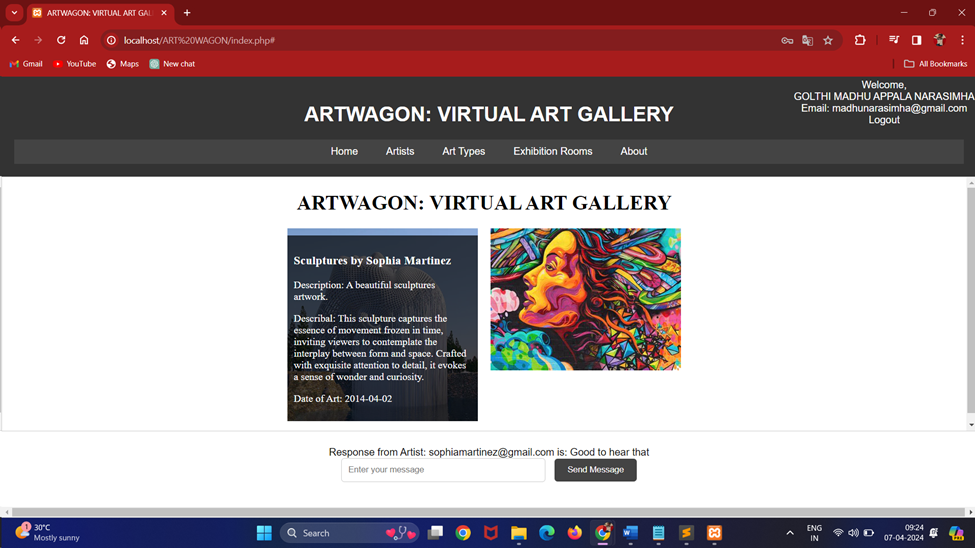 ARTWAGON: VIRTUAL ART GAL
localhost/ART%20WAGON/index.php#
Gmail
YouTube
Maps
New chat
All Bookmarks
Welcome,
GOLTHI MADHU APPALA NARASIMHA
Email: madhunarasimha@gmail.com
Logout
ARTWAGON: VIRTUAL ART GALLERY
Home Artists Art Types Exhibition Rooms About
ARTWAGON: VIRTUAL ART GALLERY
Sculptures by Sophia Martinez
Description: A beautiful sculptures
artwork.
Describal: This sculpture captures the
essence of movement frozen in time,
inviting viewers to contemplate the
interplay between form and space. Crafted
with exquisite attention to detail, it evokes
a sense of wonder and curiosity.
Date of Art: 2014-04-02
Response from Artist: sophiamartinez@gmail.com is: Good to hear that
Enter your message
Send Message
1
30°C
Mostly sunny
Search
ENG
IN
09:24
07-04-2024